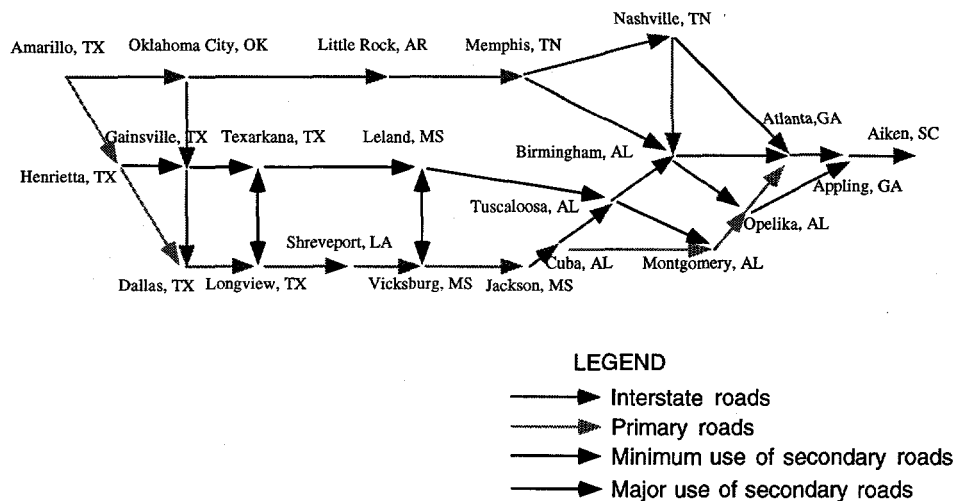 Nashville, TN
Amarillo, TX Oklahoma City, OK Little Rock, AR Memphis, TN
Atlanta,GA
Gainsville, TX Texarkana, TX Leland, MS Aiken, SC
Birmingham, AL
Henrietta, TX Appling, GA
Tuscaloosa, AL
Opelika, AL
Shreveport, LA
Cuba, AL Montgomery, AL
Dallas, TX Longview, TX Vicksburg, MS Jackson, MS
LEGEND
Interstate roads
Primary roads
Minimum use of secondary roads
Major use of secondary roads